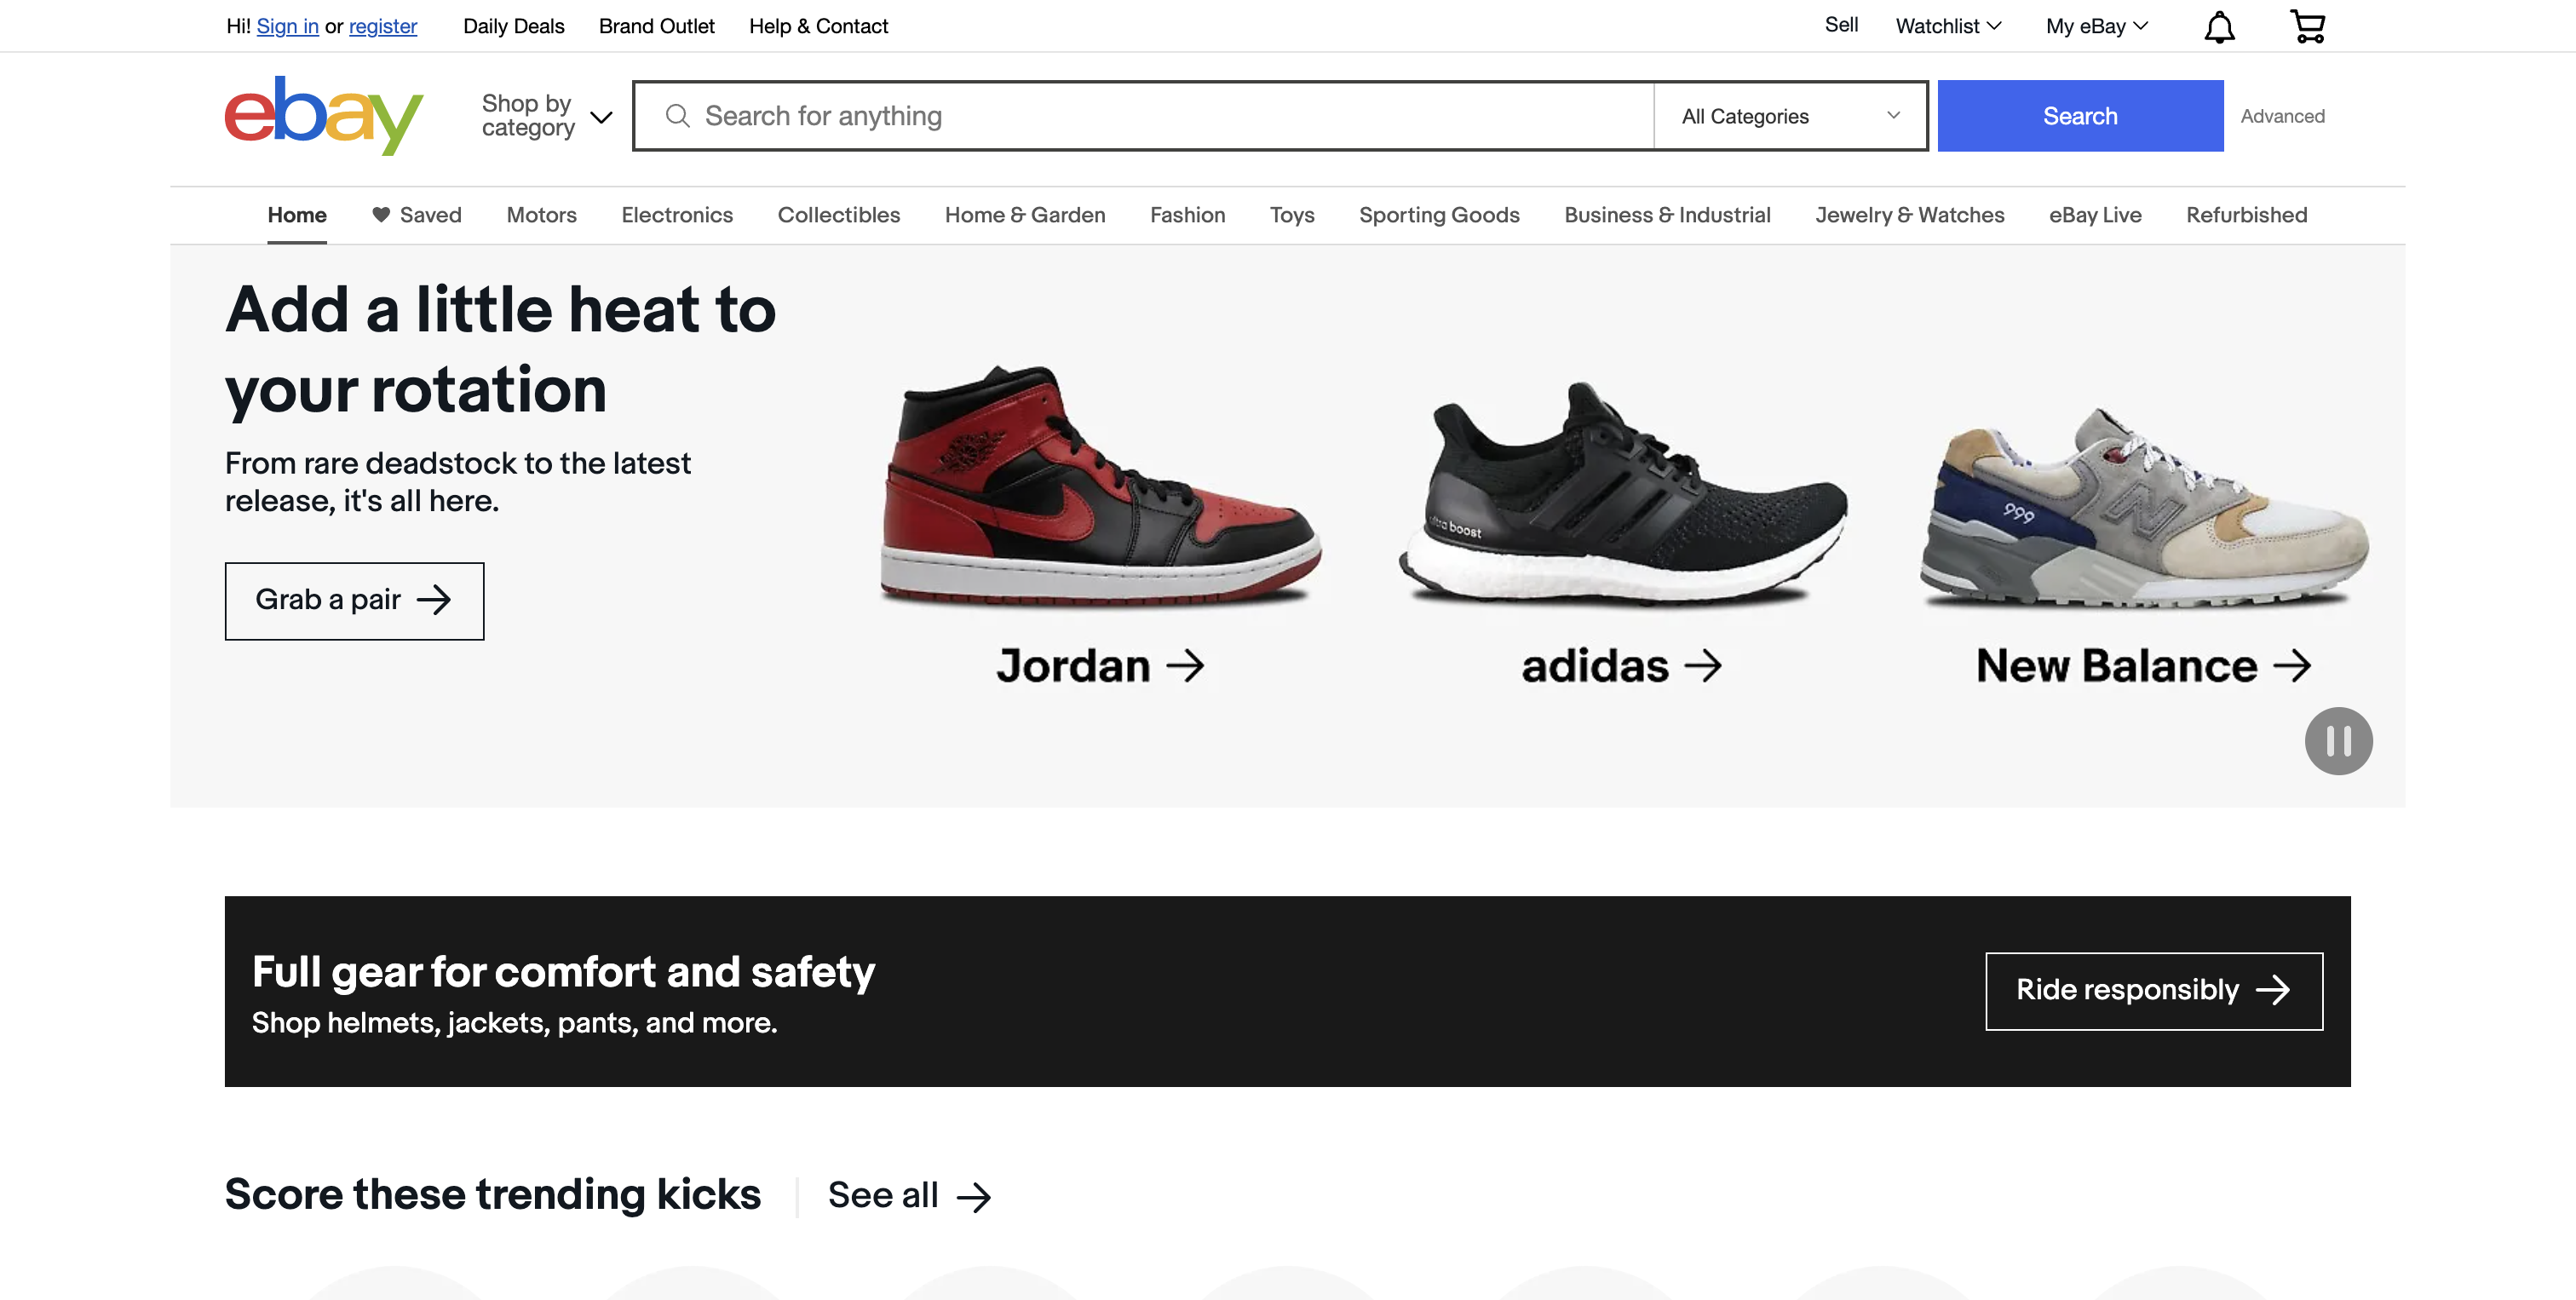 Hi! Sign in or register Daily Deals Brand Outlet Help & Contact Sell Watchlist My eBay
ebay
Shop by
category
Search for anything All Categories Search Advanced
Home Saved Motors Electronics Collectibles Home & Garden Fashion Toys Sporting Goods Business & Industrial Jewelry & Watches eBay Live Refurbished
Add a little heat to
your rotation
From rare deadstock to the latest
release, it's all here.
Grab a pair
ultra boost
999
N
Jordan
adidas
New Balance
Full gear for comfort and safety
Shop helmets, jackets, pants, and more.
Ride responsibly
Score these trending kicks See all